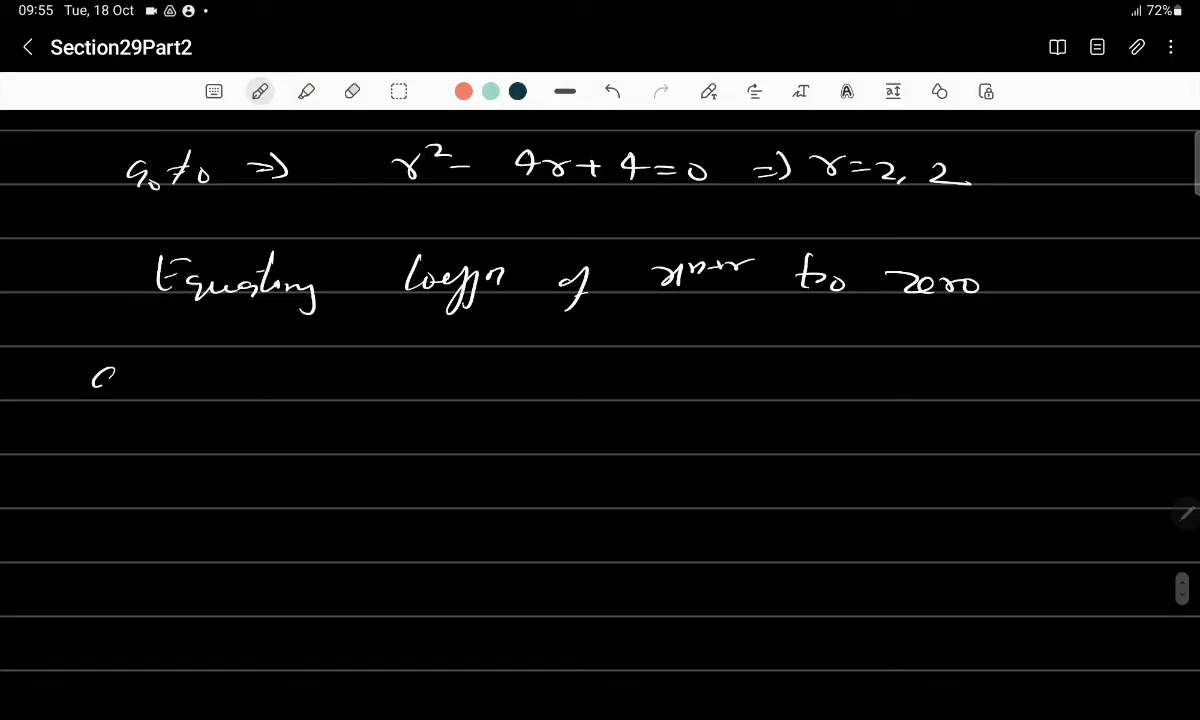 09:55 Tue, 18 Oct 72%
Section29Part2
a₀≠0 ⇒ r² - 4r + 4 = 0 ⇒ r = 2, 2
Equating coeffn of xⁿ⁺ʳ to zero